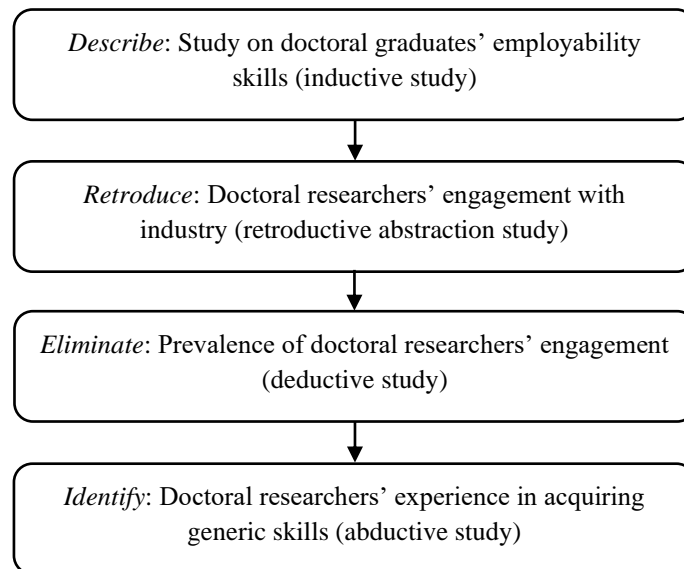 Describe: Study on doctoral graduates’ employability
skills (inductive study)
Retroduce: Doctoral researchers’ engagement with
industry (retroductive abstraction study)
Eliminate: Prevalence of doctoral researchers’ engagement
(deductive study)
Identify: Doctoral researchers’ experience in acquiring
generic skills (abductive study)